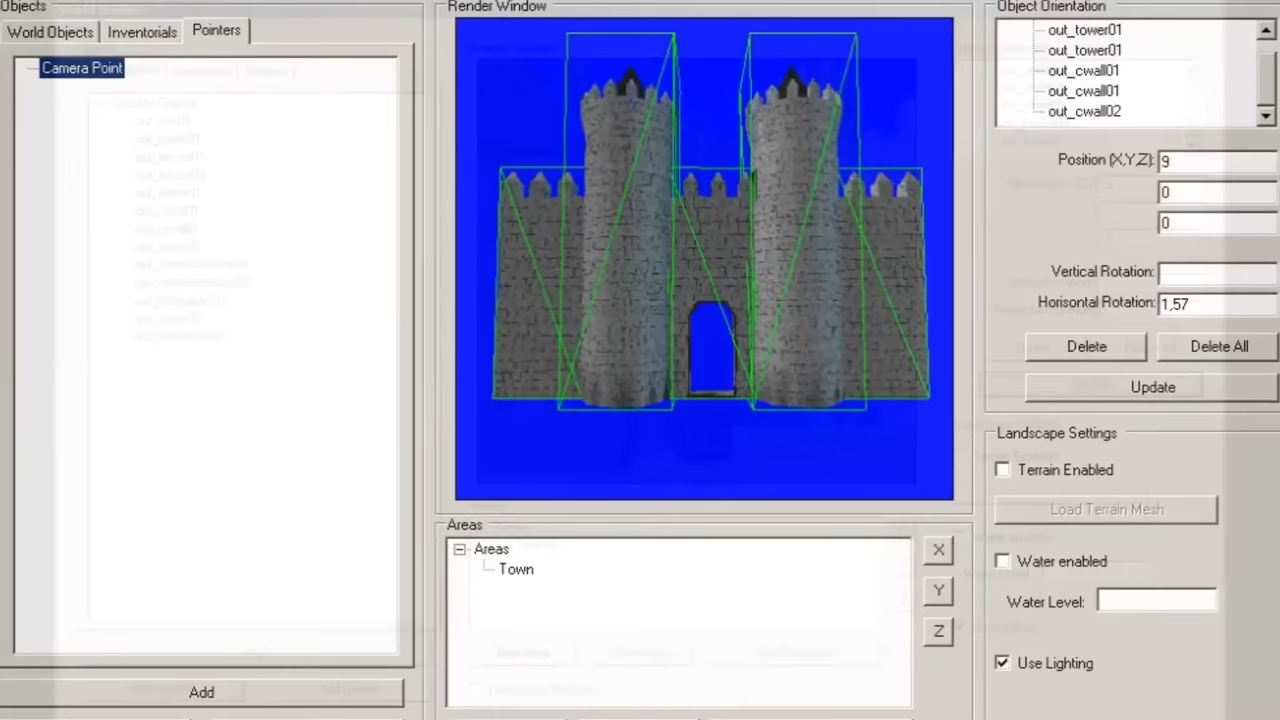 Objects
World Objects
Inventorials
Pointers
Camera Point
Add
Render Window
Areas
Areas
Town
X
Y
Z
Object Orientation
out_tower01
out_tower01
out_cwall01
out_cwall01
out_cwall02
Position (X,Y,Z): 9
0
0
Vertical Rotation:
Horisontal Rotation: 1,57
Delete
Delete All
Update
Landscape Settings
Terrain Enabled
Load Terrain Mesh
Water enabled
Water Level:
Use Lighting